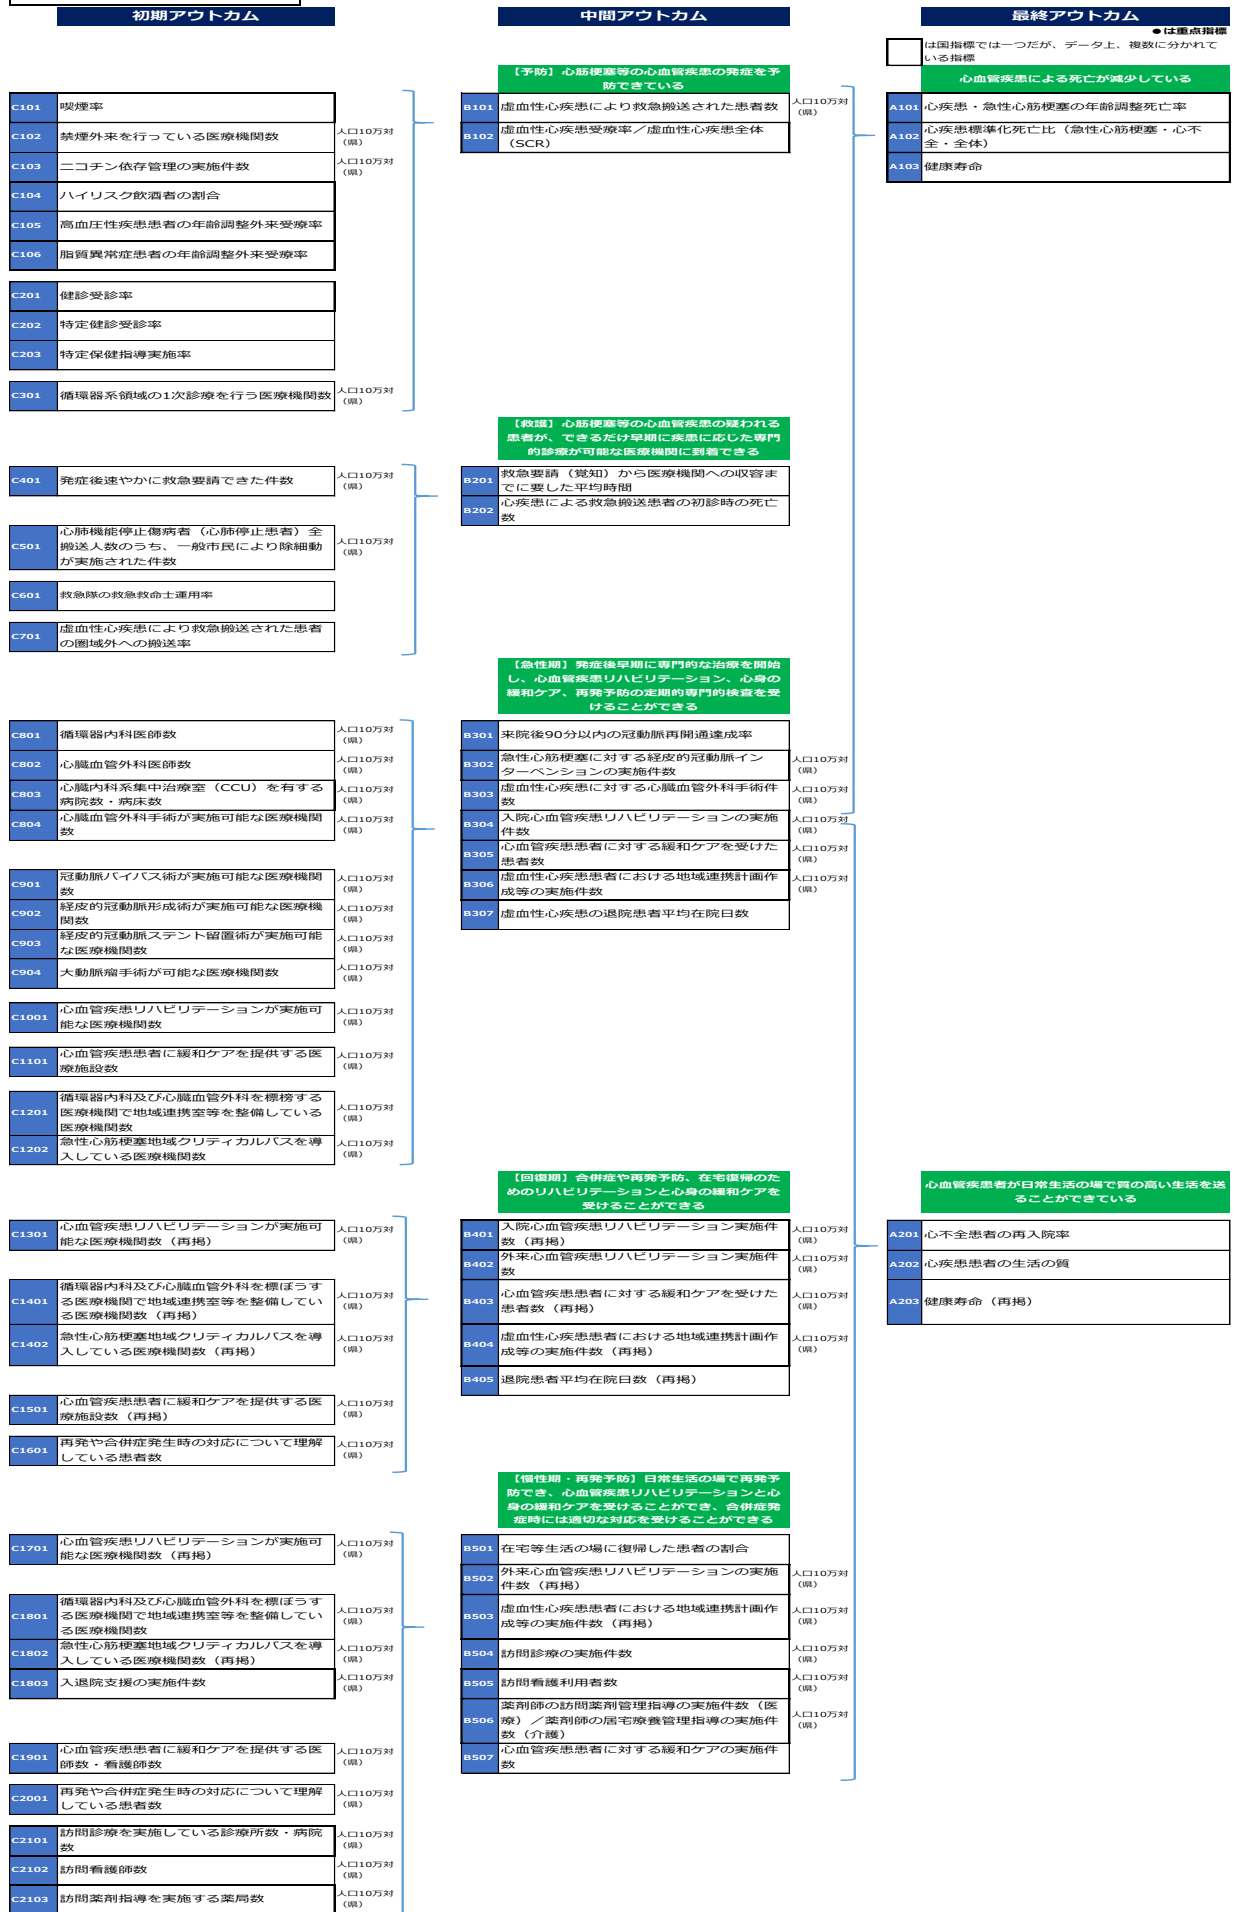 初期アウトカム
中間アウトカム
最終アウトカム
●は重点指標
は国指標では一つだが、データ上、複数に分かれて
いる指標
【予防】心筋梗塞等の心血管疾患の発症を予
防できている
心血管疾患による死亡が減少している
C101 喫煙率
C102 禁煙外来を行っている医療機関数 人口10万対
(県)
C103 ニコチン依存管理の実施件数 人口10万対
(県)
C104 ハイリスク飲酒者の割合
C105 高血圧性疾患患者の年齢調整外来受療率
C106 脂質異常症患者の年齢調整外来受療率
C201 健診受診率
C202 特定健診受診率
C203 特定保健指導実施率
C301 循環器系領域の1次診療を行う医療機関数 人口10万対
(県)
B101 虚血性心疾患により救急搬送された患者数 人口10万対
(県)
B102 虚血性心疾患受療率/虚血性心疾患全体
(SCR)
A101 心疾患・急性心筋梗塞の年齢調整死亡率
A102 心疾患標準化死亡比(急性心筋梗塞・心不
全・全体)
A103 健康寿命
【救護】心筋梗塞等の心血管疾患の疑われる
患者が、できるだけ早期に疾患に応じた専門
的診療が可能な医療機関に到着できる
C401 発症後速やかに救急要請できた件数 人口10万対
(県)
C501 心肺機能停止傷病者(心肺停止患者)全
搬送人数のうち、一般市民により除細動
が実施された件数
人口10万対
(県)
C601 救急隊の救急救命士運用率
C701 虚血性心疾患により救急搬送された患者
の圏域外への搬送率
B201 救急要請(覚知)から医療機関への収容ま
でに要した平均時間
B202 心疾患による救急搬送患者の初診時の死亡
数
【急性期】発症後早期に専門的な治療を開始
し、心血管疾患リハビリテーション、心身の
緩和ケア、再発予防の定期的専門的検査を受
けることができる
C801 循環器内科医師数 人口10万対
(県)
C802 心臓血管外科医師数 人口10万対
(県)
C803 心臓内科系集中治療室(CCU)を有する
病院数・病床数
人口10万対
(県)
C804 心臓血管外科手術が実施可能な医療機関
数
人口10万対
(県)
C901 冠動脈バイパス術が実施可能な医療機関
数
人口10万対
(県)
C902 経皮的冠動脈形成術が実施可能な医療機
関数
人口10万対
(県)
C903 経皮的冠動脈ステント留置術が実施可能
な医療機関数
人口10万対
(県)
C904 大動脈瘤手術が可能な医療機関数 人口10万対
(県)
C1001 心血管疾患リハビリテーションが実施可
能な医療機関数
人口10万対
(県)
C1101 心血管疾患患者に緩和ケアを提供する医
療施設数
人口10万対
(県)
C1201 循環器内科及び心臓血管外科を標榜する
医療機関で地域連携室等を整備している
医療機関数
人口10万対
(県)
C1202 急性心筋梗塞地域クリティカルパスを導
入している医療機関数
人口10万対
(県)
B301 来院後90分以内の冠動脈再開通達成率
B302 急性心筋梗塞に対する経皮的冠動脈イン
ターベンションの実施件数
人口10万対
(県)
B303 虚血性心疾患に対する心臓血管外科手術件
数
人口10万対
(県)
B304 入院心血管疾患リハビリテーションの実施
件数
人口10万対
(県)
B305 心血管疾患患者に対する緩和ケアを受けた
患者数
人口10万対
(県)
B306 虚血性心疾患患者における地域連携計画作
成等の実施件数
人口10万対
(県)
B307 虚血性心疾患の退院患者平均在院日数
【回復期】合併症や再発予防、在宅復帰のた
めのリハビリテーションと心身の緩和ケアを
受けることができる
心血管疾患者が日常生活の場で質の高い生活を送
ることができている
C1301 心血管疾患リハビリテーションが実施可
能な医療機関数(再掲)
人口10万対
(県)
C1401 循環器内科及び心臓血管外科を標ぼうす
る医療機関で地域連携室等を整備してい
る医療機関数(再掲)
人口10万対
(県)
C1402 急性心筋梗塞地域クリティカルパスを導
入している医療機関数(再掲)
人口10万対
(県)
C1501 心血管疾患患者に緩和ケアを提供する医
療施設数(再掲)
人口10万対
(県)
C1601 再発や合併症発生時の対応について理解
している患者数
人口10万対
(県)
B401 入院心血管疾患リハビリテーション実施件
数(再掲)
人口10万対
(県)
B402 外来心血管疾患リハビリテーション実施件
数
人口10万対
(県)
B403 心血管疾患患者に対する緩和ケアを受けた
患者数(再掲)
人口10万対
(県)
B404 虚血性心疾患患者における地域連携計画作
成等の実施件数(再掲)
人口10万対
(県)
B405 退院患者平均在院日数(再掲)
A201 心不全患者の再入院率
A202 心疾患患者の生活の質
A203 健康寿命(再掲)
【慢性期・再発予防】日常生活の場で再発予
防でき、心血管疾患リハビリテーションと心
身の緩和ケアを受けることができ、合併症発
症時には適切な対応を受けることができる
C1701 心血管疾患リハビリテーションが実施可
能な医療機関数(再掲)
人口10万対
(県)
C1801 循環器内科及び心臓血管外科を標ぼうす
る医療機関で地域連携室等を整備してい
る医療機関数
人口10万対
(県)
C1802 急性心筋梗塞地域クリティカルパスを導
入している医療機関数(再掲)
人口10万対
(県)
C1803 入退院支援の実施件数 人口10万対
(県)
C1901 心血管疾患患者に緩和ケアを提供する医
師数・看護師数
人口10万対
(県)
C2001 再発や合併症発生時の対応について理解
している患者数
人口10万対
(県)
C2101 訪問診療を実施している診療所数・病院
数
人口10万対
(県)
C2102 訪問看護師数 人口10万対
(県)
C2103 訪問薬剤指導を実施する薬局数 人口10万対
(県)
B501 在宅等生活の場に復帰した患者の割合
B502 外来心血管疾患リハビリテーションの実施
件数(再掲)
人口10万対
(県)
B503 虚血性心疾患患者における地域連携計画作
成等の実施件数(再掲)
人口10万対
(県)
B504 訪問診療の実施件数 人口10万対
(県)
B505 訪問看護利用者数 人口10万対
(県)
B506 薬剤師の訪問薬剤管理指導の実施件数(医
療)/薬剤師の居宅療養管理指導の実施件
数(介護)
人口10万対
(県)
B507 心血管疾患患者に対する緩和ケアの実施件
数